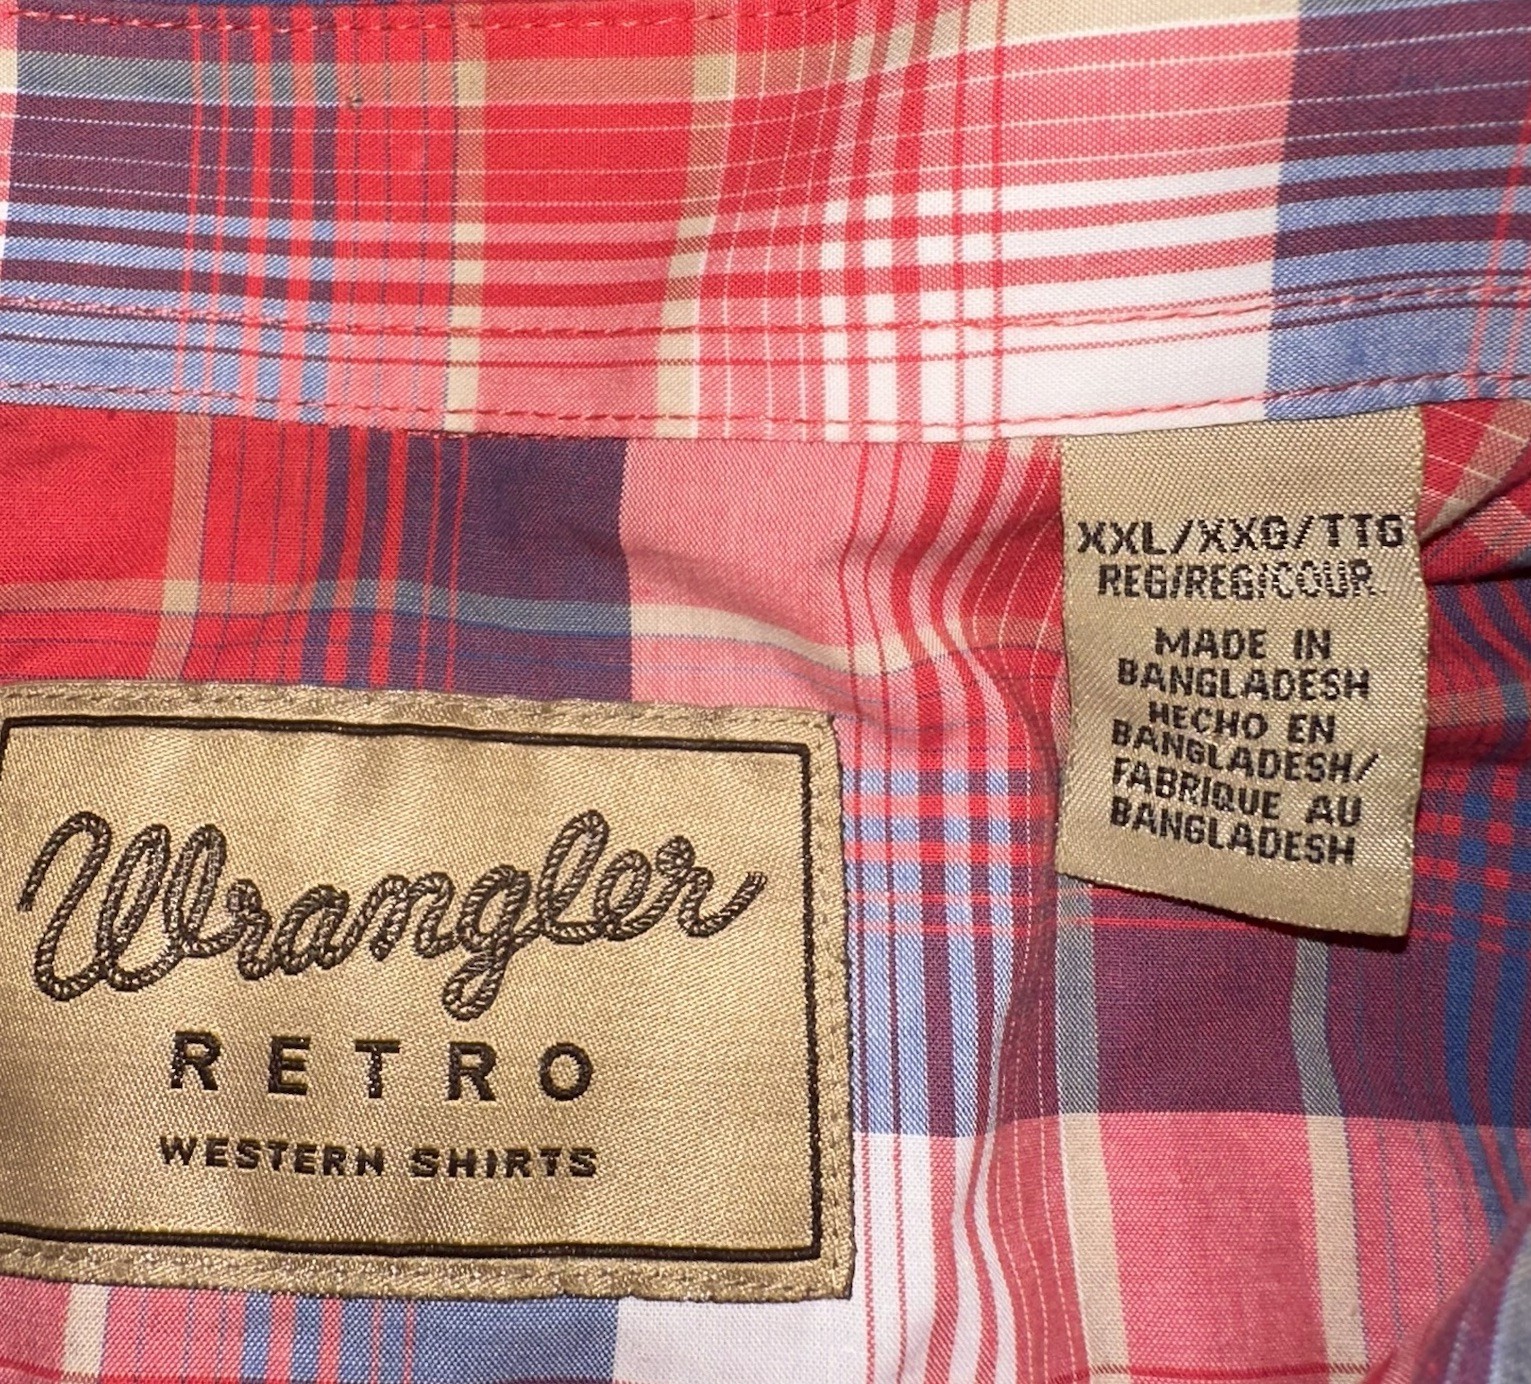 Wrangler
RETRO
WESTERN SHIRTS
XXL/XXG/TTG
REG/REG/COUR.
MADE IN
BANGLADESH
HECHO EN
BANGLADESH/
FABRIQUE AU
BANGLADESH